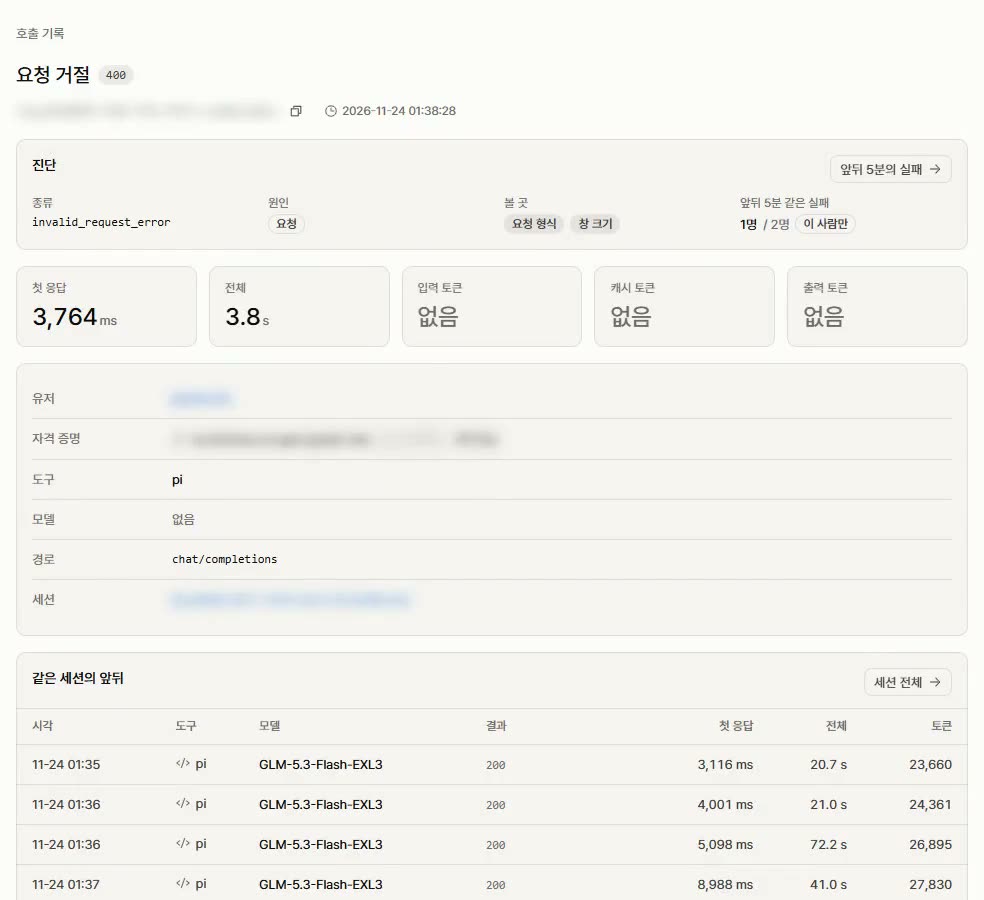 호출 기록
요청 거절 400
2026-11-24 01:38:28
진단
앞뒤 5분의 실패 →
종류 원인 볼 곳 앞뒤 5분 같은 실패
invalid_request_error 요청 요청 형식 창 크기 1명 / 2명 이 사람만
첫 응답 전체 입력 토큰 캐시 토큰 출력 토큰
3,764 ms 3.8 s 없음 없음 없음
유저
자격 증명
도구 pi
모델 없음
경로 chat/completions
세션
같은 세션의 앞뒤 세션 전체 →
시각 도구 모델 결과 첫 응답 전체 토큰
11-24 01:35 </> pi GLM-5.3-Flash-EXL3 200 3,116 ms 20.7 s 23,660
11-24 01:36 </> pi GLM-5.3-Flash-EXL3 200 4,001 ms 21.0 s 24,361
11-24 01:36 </> pi GLM-5.3-Flash-EXL3 200 5,098 ms 72.2 s 26,895
11-24 01:37 </> pi GLM-5.3-Flash-EXL3 200 8,988 ms 41.0 s 27,830